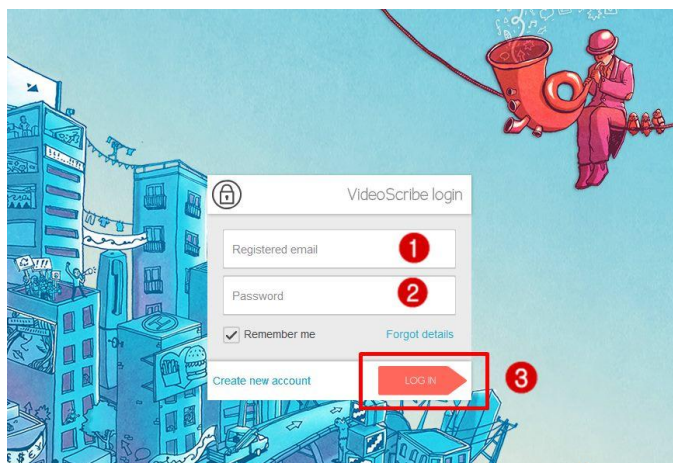 VideoScribe login
Registered email
1
Password
2
Remember me
Forgot details
Create new account
LOG IN
3
H